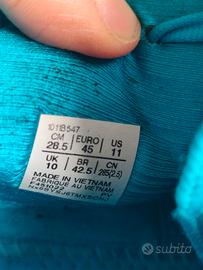 1011B547
CM EURO US
28.5 45 11
UK BR CN
10 42.5 285(2.5)
MADE IN VIETNAM
FABRIQUÉ AU VIETNAM
PV
subito